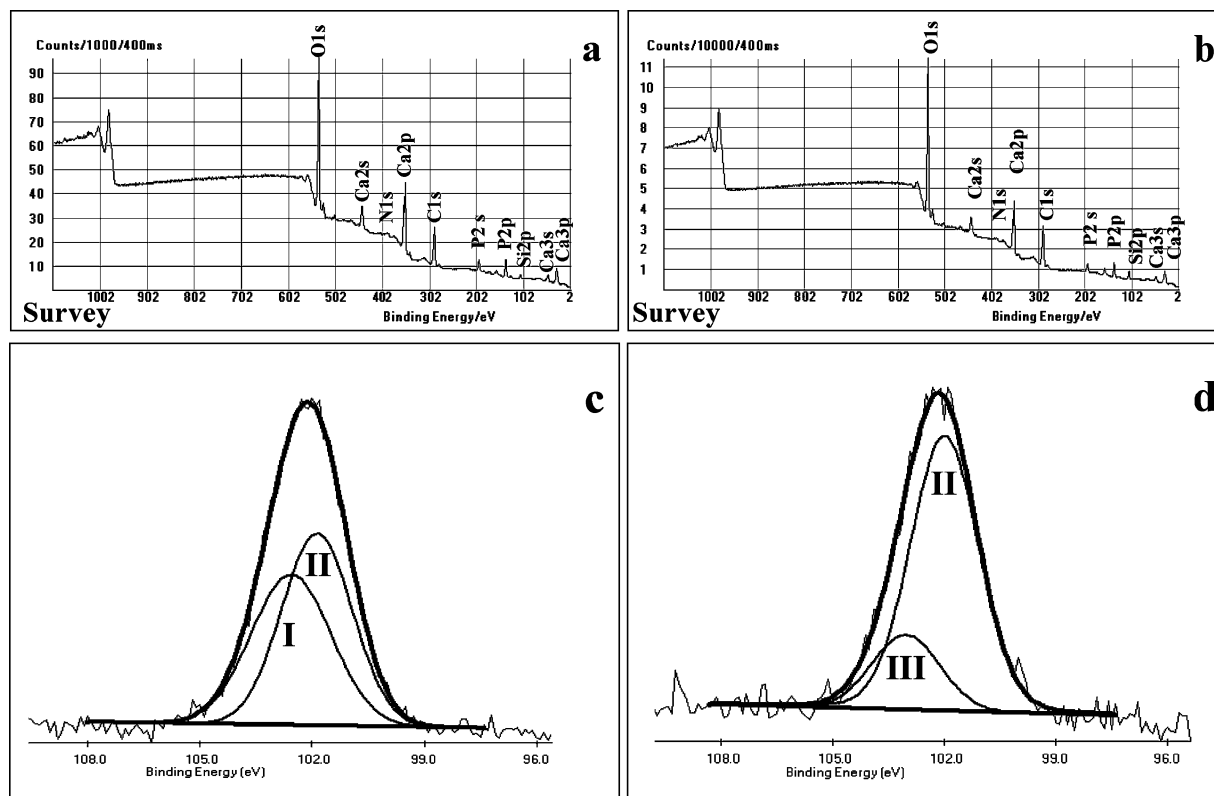 a
Counts/1000/400ms
O1s
90
80
70
60
50
40
30
20
10
Ca2s
N1s
Ca2p
C1s
P2 s
P2p
Si2p
Ca3s
Ca3p
1002 902 802 702 602 502 402 302 202 102 2
Survey
Binding Energy/eV
b
Counts/10000/400ms
O1s
11
10
9
8
7
6
5
4
3
2
1
Ca2s
N1s
Ca2p
C1s
P2 s
P2p
Si2p
Ca3s
Ca3p
1002 902 802 702 602 502 402 302 202 102 2
Survey
Binding Energy/eV
c
II
I
108.0 105.0 102.0 99.0 96.0
Binding Energy (eV)
d
II
III
108.0 105.0 102.0 99.0 96.0
Binding Energy (eV)